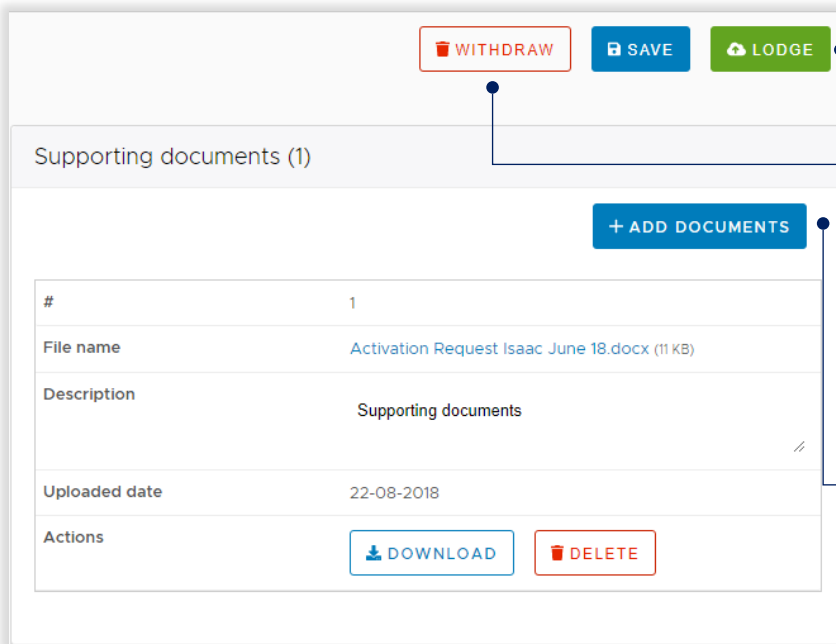 WITHDRAW SAVE LODGE
Supporting documents (1)
+ ADD DOCUMENTS
# 1
File name Activation Request Isaac June 18.docx (11 KB)
Description Supporting documents
Uploaded date 22-08-2018
Actions DOWNLOAD DELETE